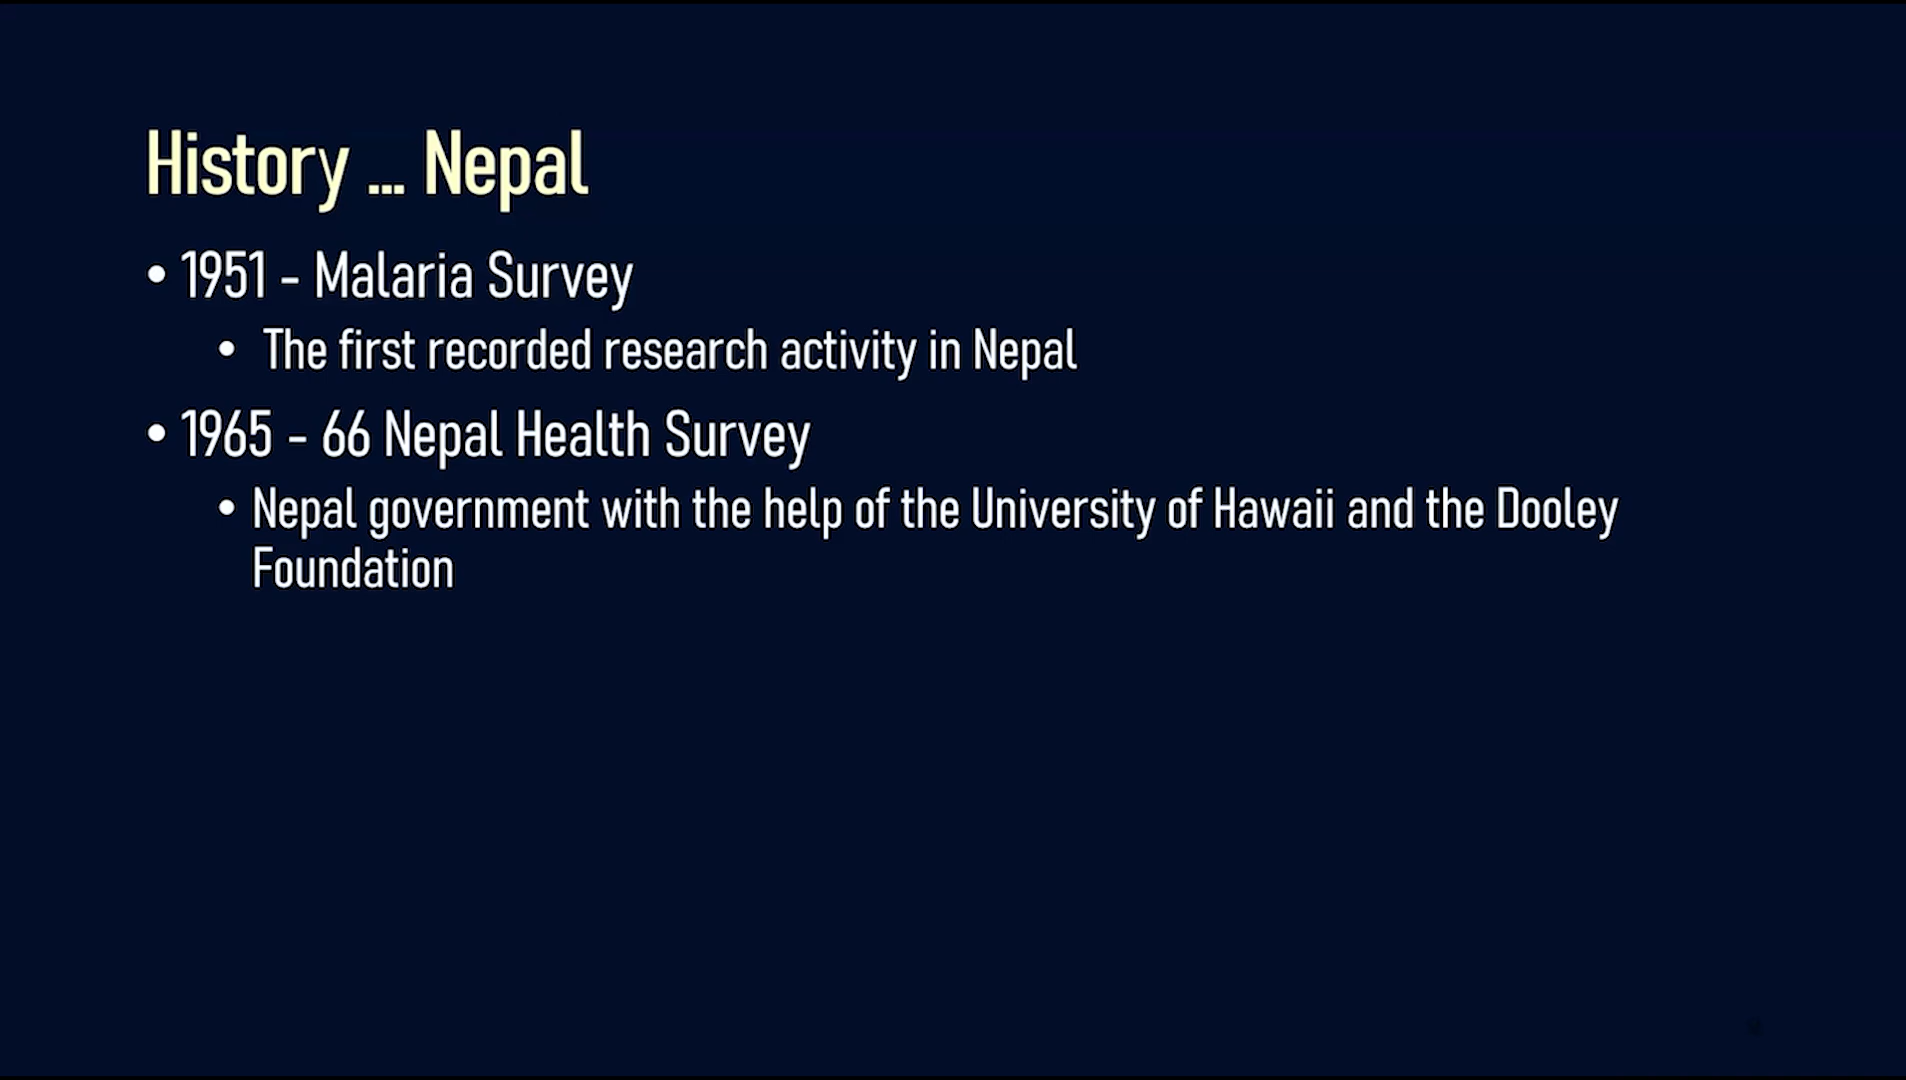 History ... Nepal
• 1951 - Malaria Survey
• The first recorded research activity in Nepal
• 1965 - 66 Nepal Health Survey
• Nepal government with the help of the University of Hawaii and the Dooley
Foundation